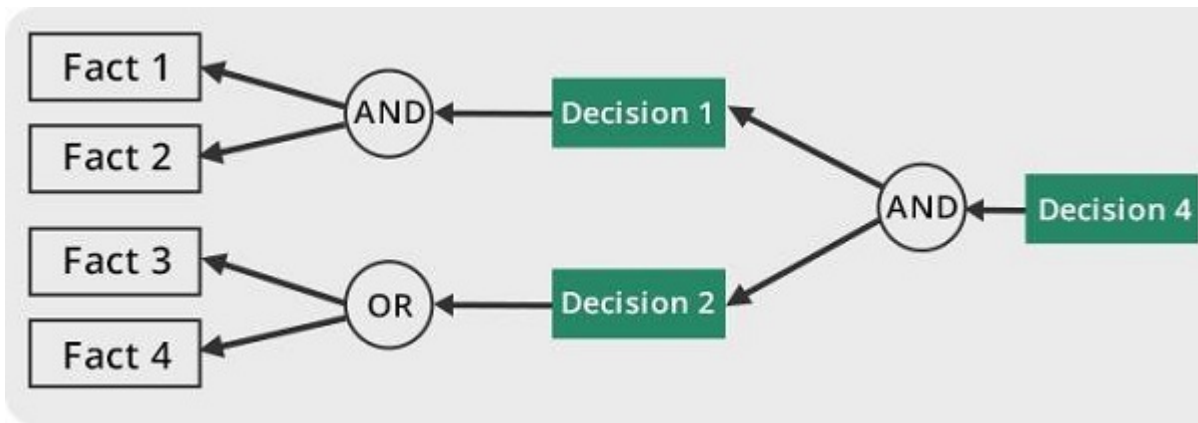 Fact 1
Fact 2
AND
Decision 1
Fact 3
Fact 4
OR
Decision 2
AND
Decision 4